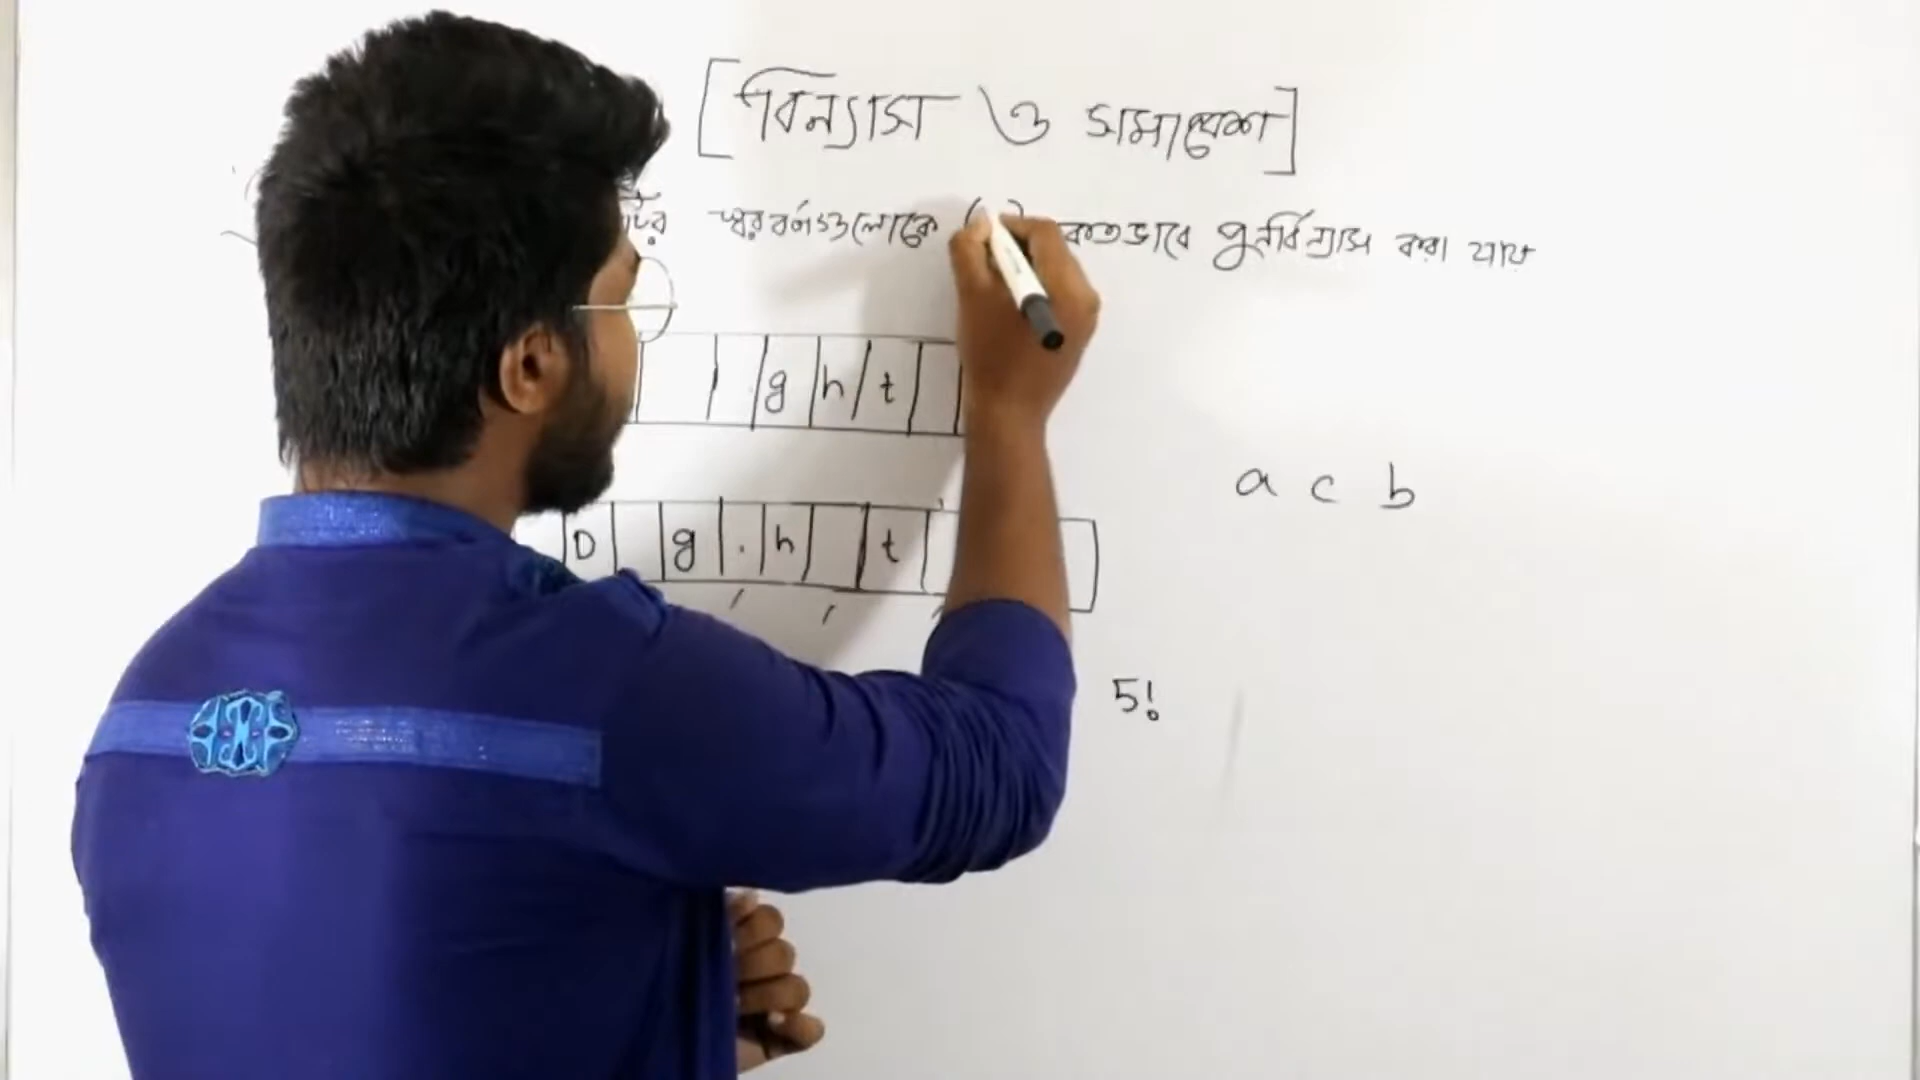 [বিন্যাস ও সমাবেশ]
টির স্বরবর্ণগুলোকে কতভাবে পুনর্বিন্যাস করা যায়
g h t
a c b
D g . h t
5!